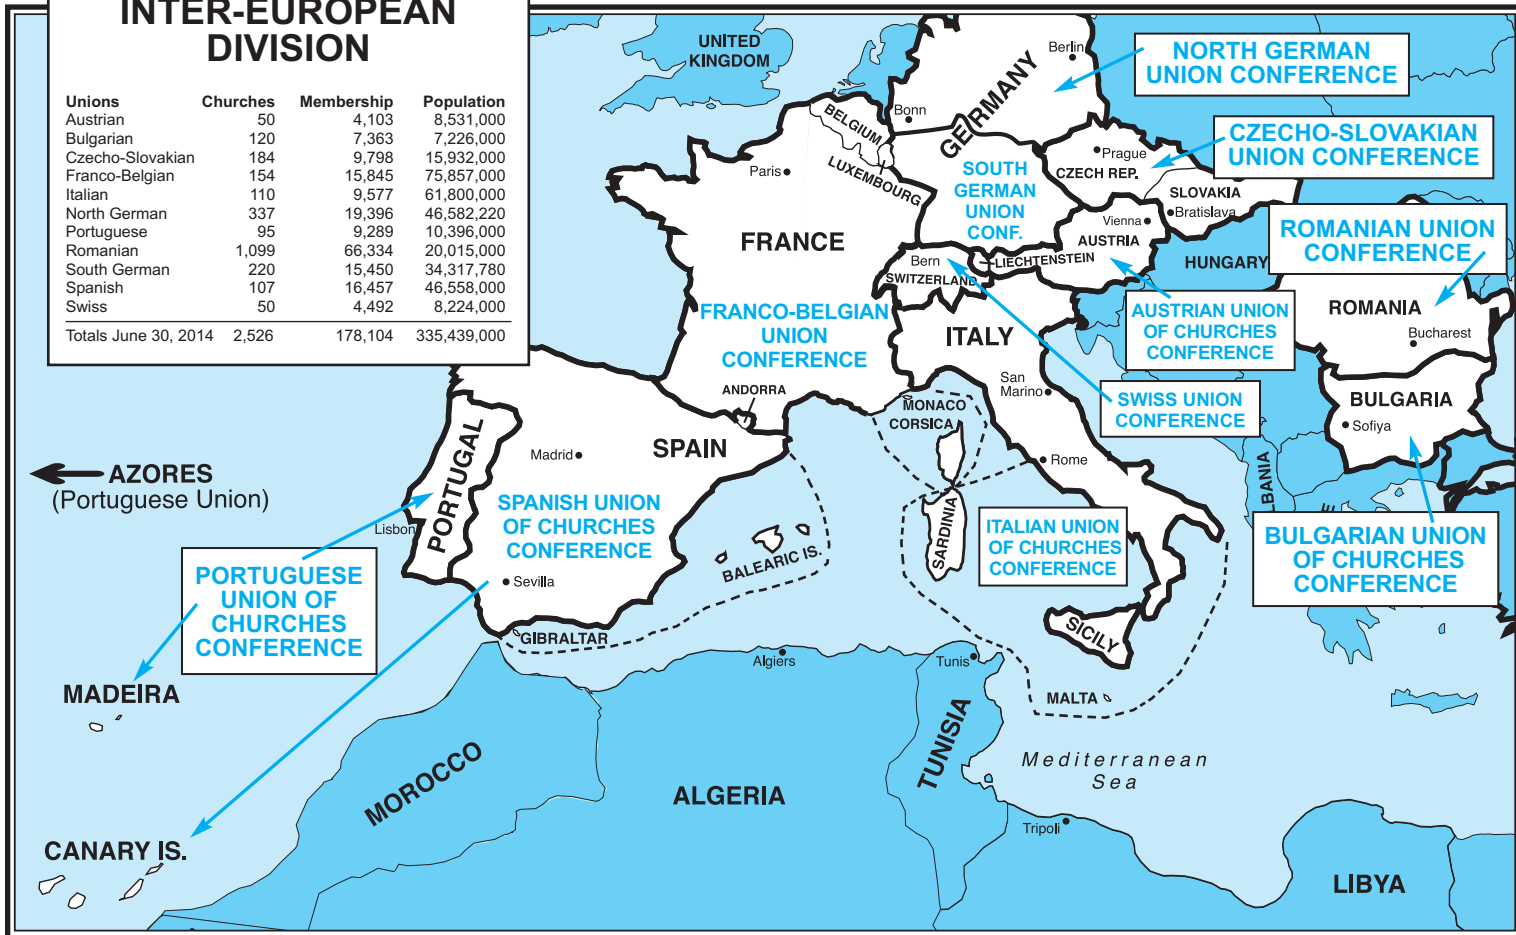 INTER-EUROPEAN
DIVISION
Unions Churches Membership Population
Austrian 50 4,103 8,531,000
Bulgarian 120 7,363 7,226,000
Czecho-Slovakian 184 9,798 15,932,000
Franco-Belgian 154 15,845 75,857,000
Italian 110 9,577 61,800,000
North German 337 19,396 46,582,220
Portuguese 95 9,289 10,396,000
Romanian 1,099 66,334 20,015,000
South German 220 15,450 34,317,780
Spanish 107 16,457 46,558,000
Swiss 50 4,492 8,224,000
Totals June 30, 2014 2,526 178,104 335,439,000
UNITED
KINGDOM
Berlin
NORTH GERMAN
UNION CONFERENCE
Bonn
GERMANY
BELGIUM
LUXEMBOURG
Paris
CZECHO-SLOVAKIAN
UNION CONFERENCE
Prague
CZECH REP.
SLOVAKIA
Bratislava
SOUTH
GERMAN
UNION
CONF.
Vienna
AUSTRIA
FRANCE
Bern
SWITZERLAND
LIECHTENSTEIN
HUNGARY
ROMANIAN UNION
CONFERENCE
ROMANIA
Bucharest
FRANCO-BELGIAN
UNION
CONFERENCE
ITALY
AUSTRIAN UNION
OF CHURCHES
CONFERENCE
ANDORRA
San
Marino
MONACO
CORSICA
SWISS UNION
CONFERENCE
BULGARIA
Sofiya
AZORES
(Portuguese Union)
PORTUGAL
Lisbon
Madrid
SPAIN
SPANISH UNION
OF CHURCHES
CONFERENCE
Sevilla
BALEARIC IS.
GIBRALTAR
Rome
SARDINIA
ITALIAN UNION
OF CHURCHES
CONFERENCE
LBANIA
E
BULGARIAN UNION
OF CHURCHES
CONFERENCE
PORTUGUESE
UNION OF
CHURCHES
CONFERENCE
SICILY
MALTA
MADEIRA
Algiers
Tunis
MOROCCO
ALGERIA
TUNISIA
Mediterranean
Sea
Tripoli
CANARY IS.
LIBYA